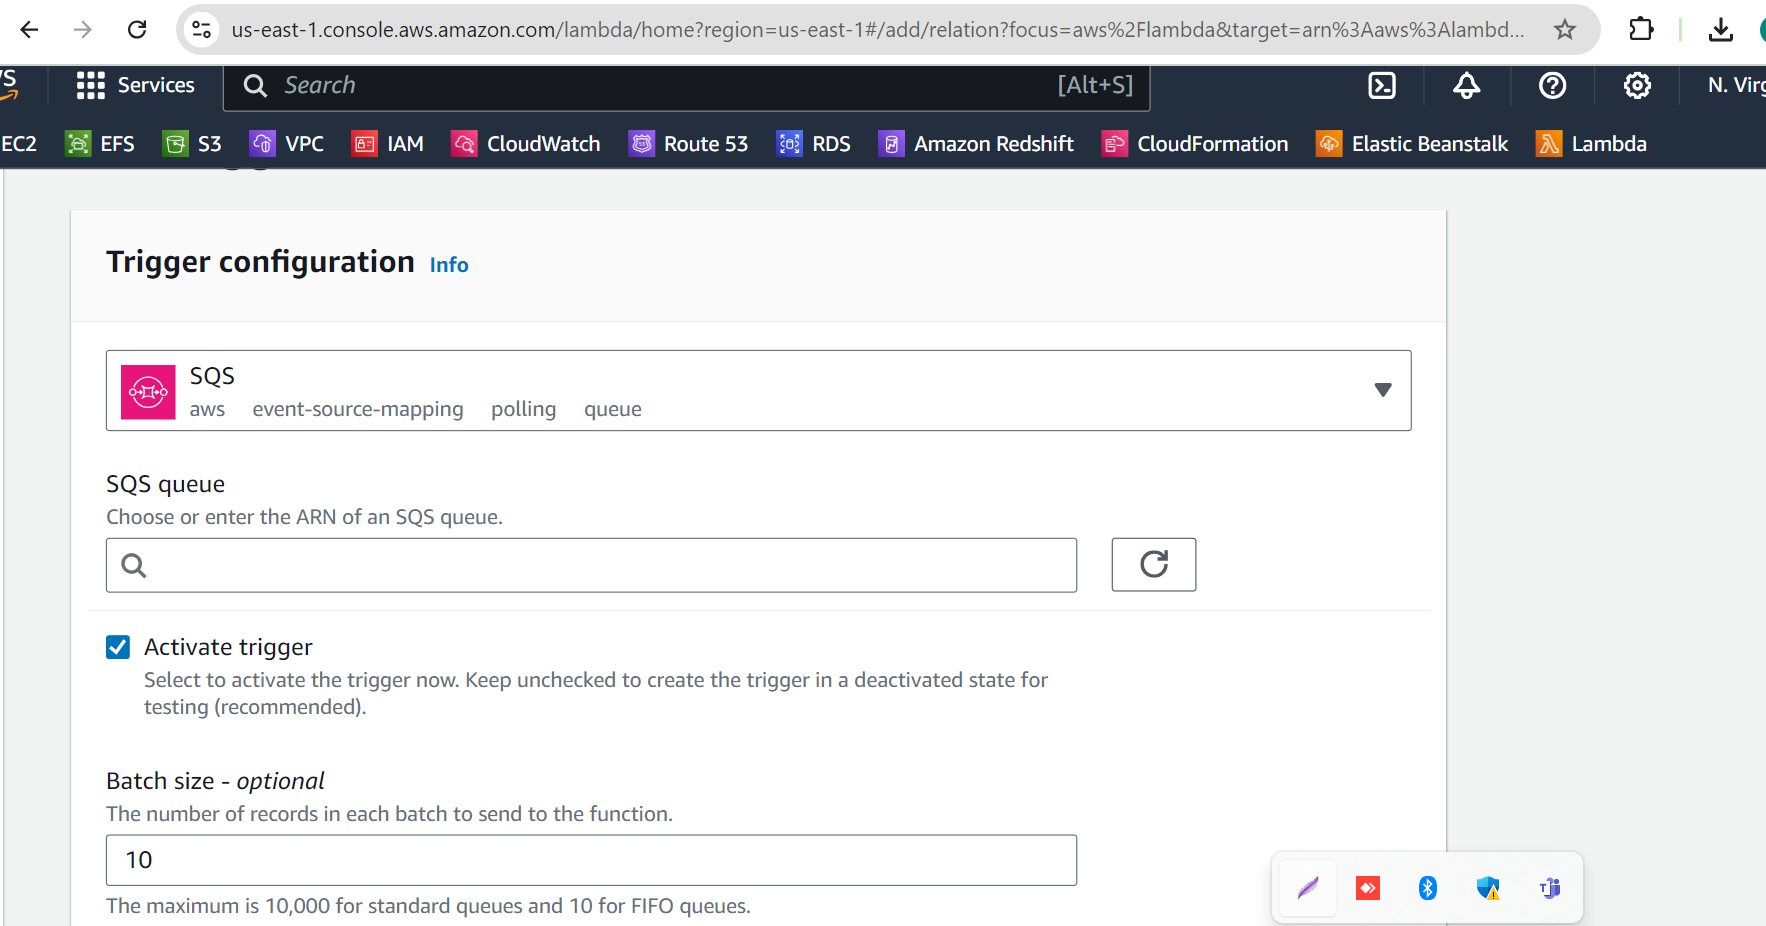 us-east-1.console.aws.amazon.com/lambda/home?region=us-east-1#/add/relation?focus=aws%2Flambda&target=arn%3Aaws%3Alambd...
Services
Search [Alt+S]
N. Virg
EC2 EFS S3 VPC IAM CloudWatch Route 53 RDS Amazon Redshift CloudFormation Elastic Beanstalk Lambda
Trigger configuration Info
SQS
aws event-source-mapping polling queue
SQS queue
Choose or enter the ARN of an SQS queue.
Activate trigger
Select to activate the trigger now. Keep unchecked to create the trigger in a deactivated state for
testing (recommended).
Batch size - optional
The number of records in each batch to send to the function.
10
The maximum is 10,000 for standard queues and 10 for FIFO queues.